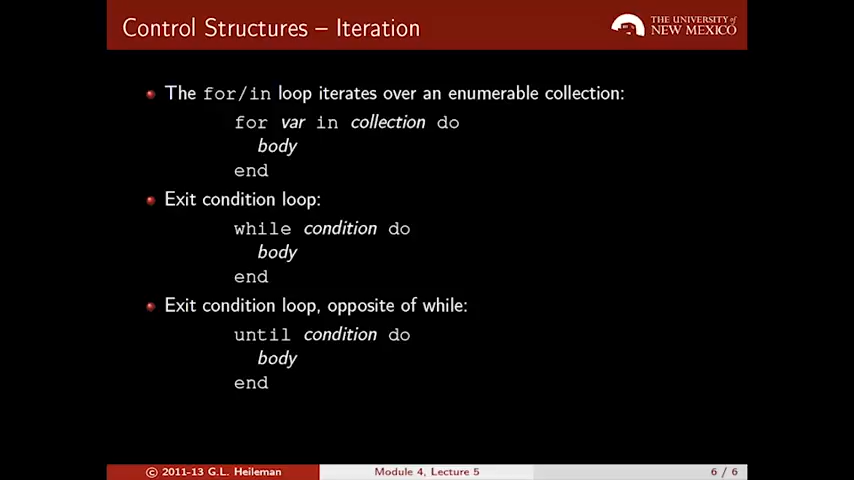 Control Structures – Iteration
THE UNIVERSITY of
NEW MEXICO
The for/in loop iterates over an enumerable collection:
for var in collection do
body
end
Exit condition loop:
while condition do
body
end
Exit condition loop, opposite of while:
until condition do
body
end
© 2011-13 G.L. Heileman
Module 4, Lecture 5
6 / 6